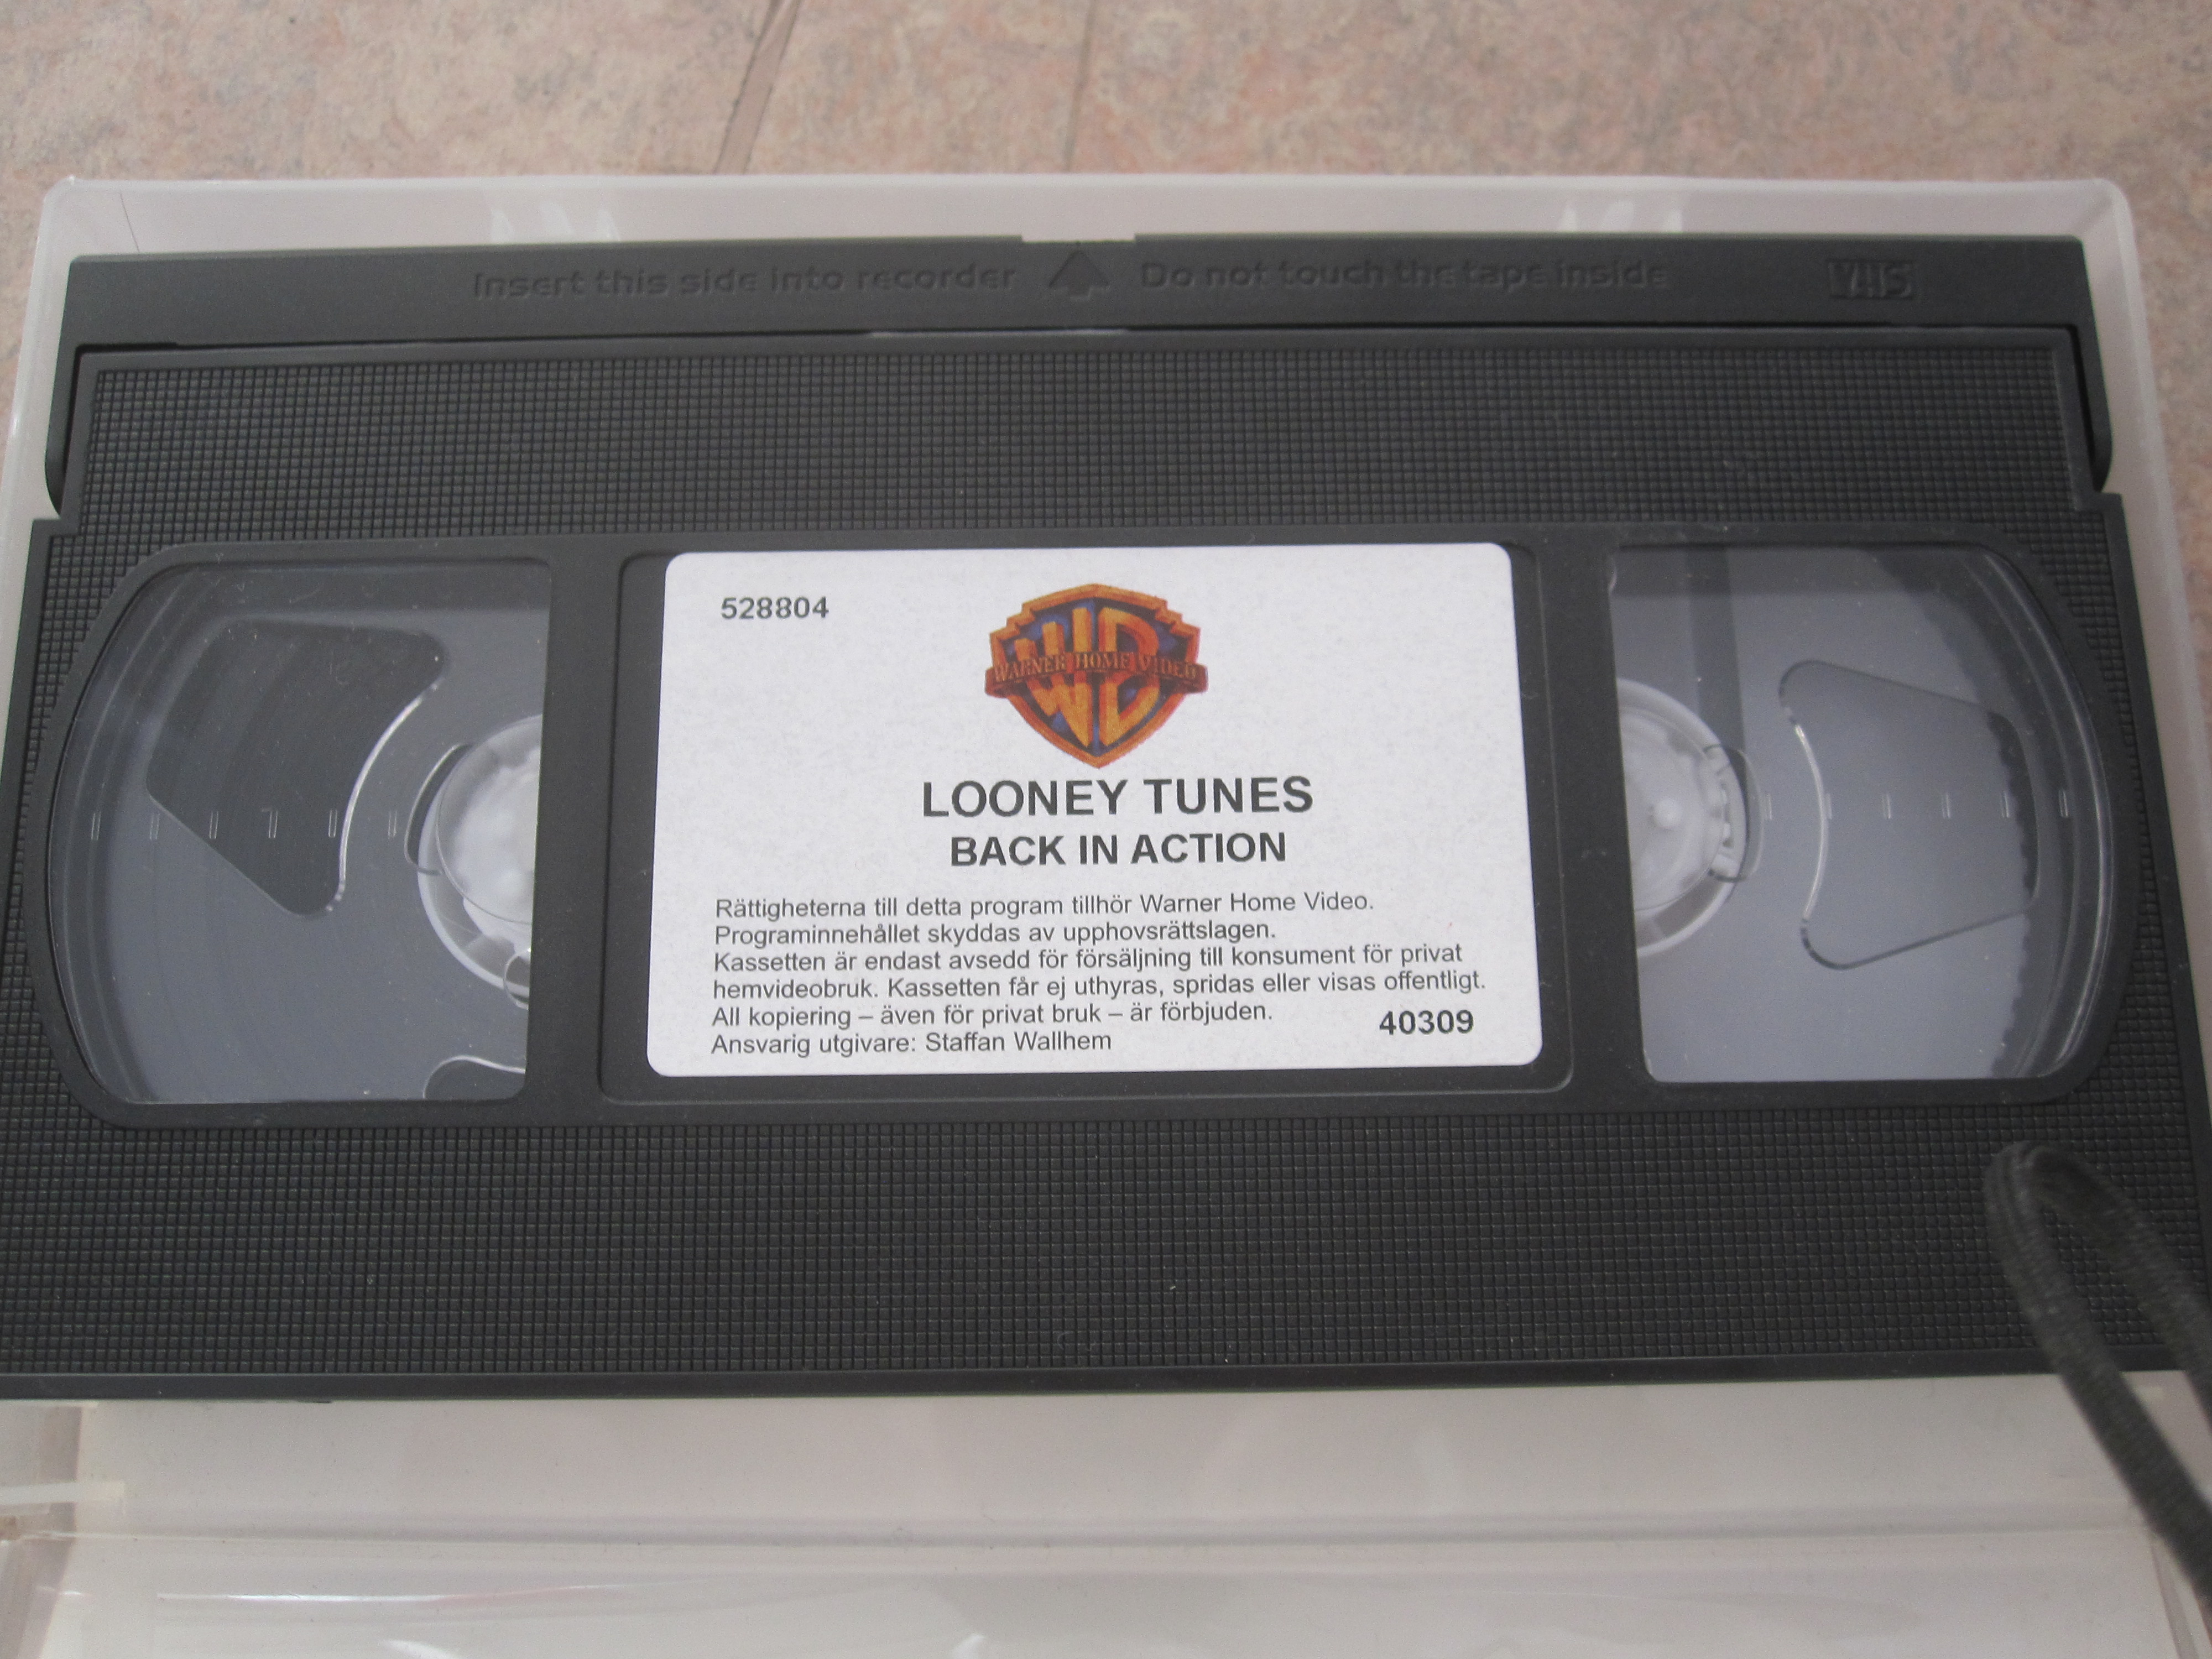 Insert this side into recorder Do not touch the tape inside VHS
528804
WB
WARNER HOME VIDEO
LOONEY TUNES
BACK IN ACTION
Rättigheterna till detta program tillhör Warner Home Video.
Programinnehållet skyddas av upphovsrättslagen.
Kassetten är endast avsedd för försäljning till konsument för privat
hemvideobruk. Kassetten får ej uthyras, spridas eller visas offentligt.
All kopiering – även för privat bruk – är förbjuden.
Ansvarig utgivare: Staffan Wallhem
40309